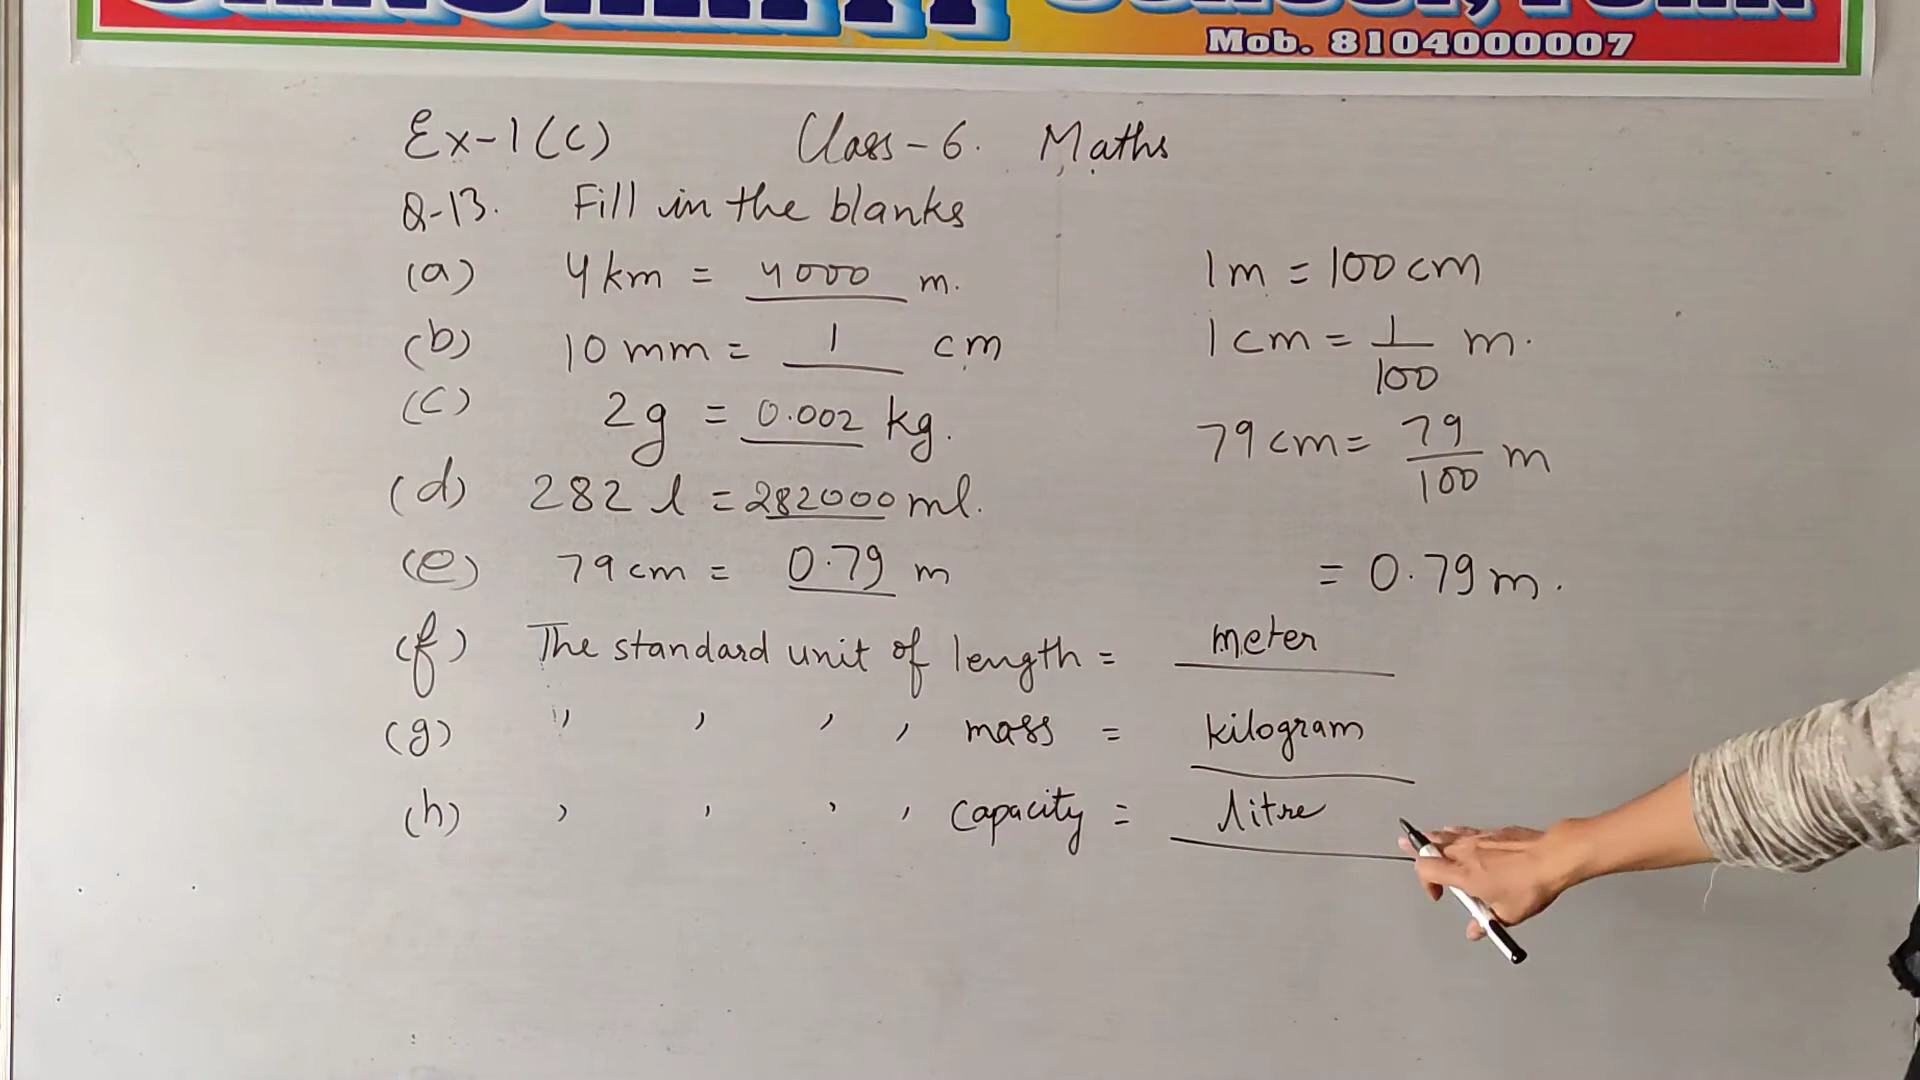 Mob. 8104000007
Ex-1(C) Class-6. Maths
Q-13. Fill in the blanks
(a) 4 km = 4000 m.
(b) 10 mm = 1 cm
(c) 2g = 0.002 kg.
(d) 282 l = 282000 ml.
(e) 79 cm = 0.79 m
1m = 100 cm
1 cm = 1/100 m.
79 cm = 79/100 m
= 0.79 m.
(f) The standard unit of length = meter
(g) ,, , , , mass = kilogram
(h) , , , , capacity = litre